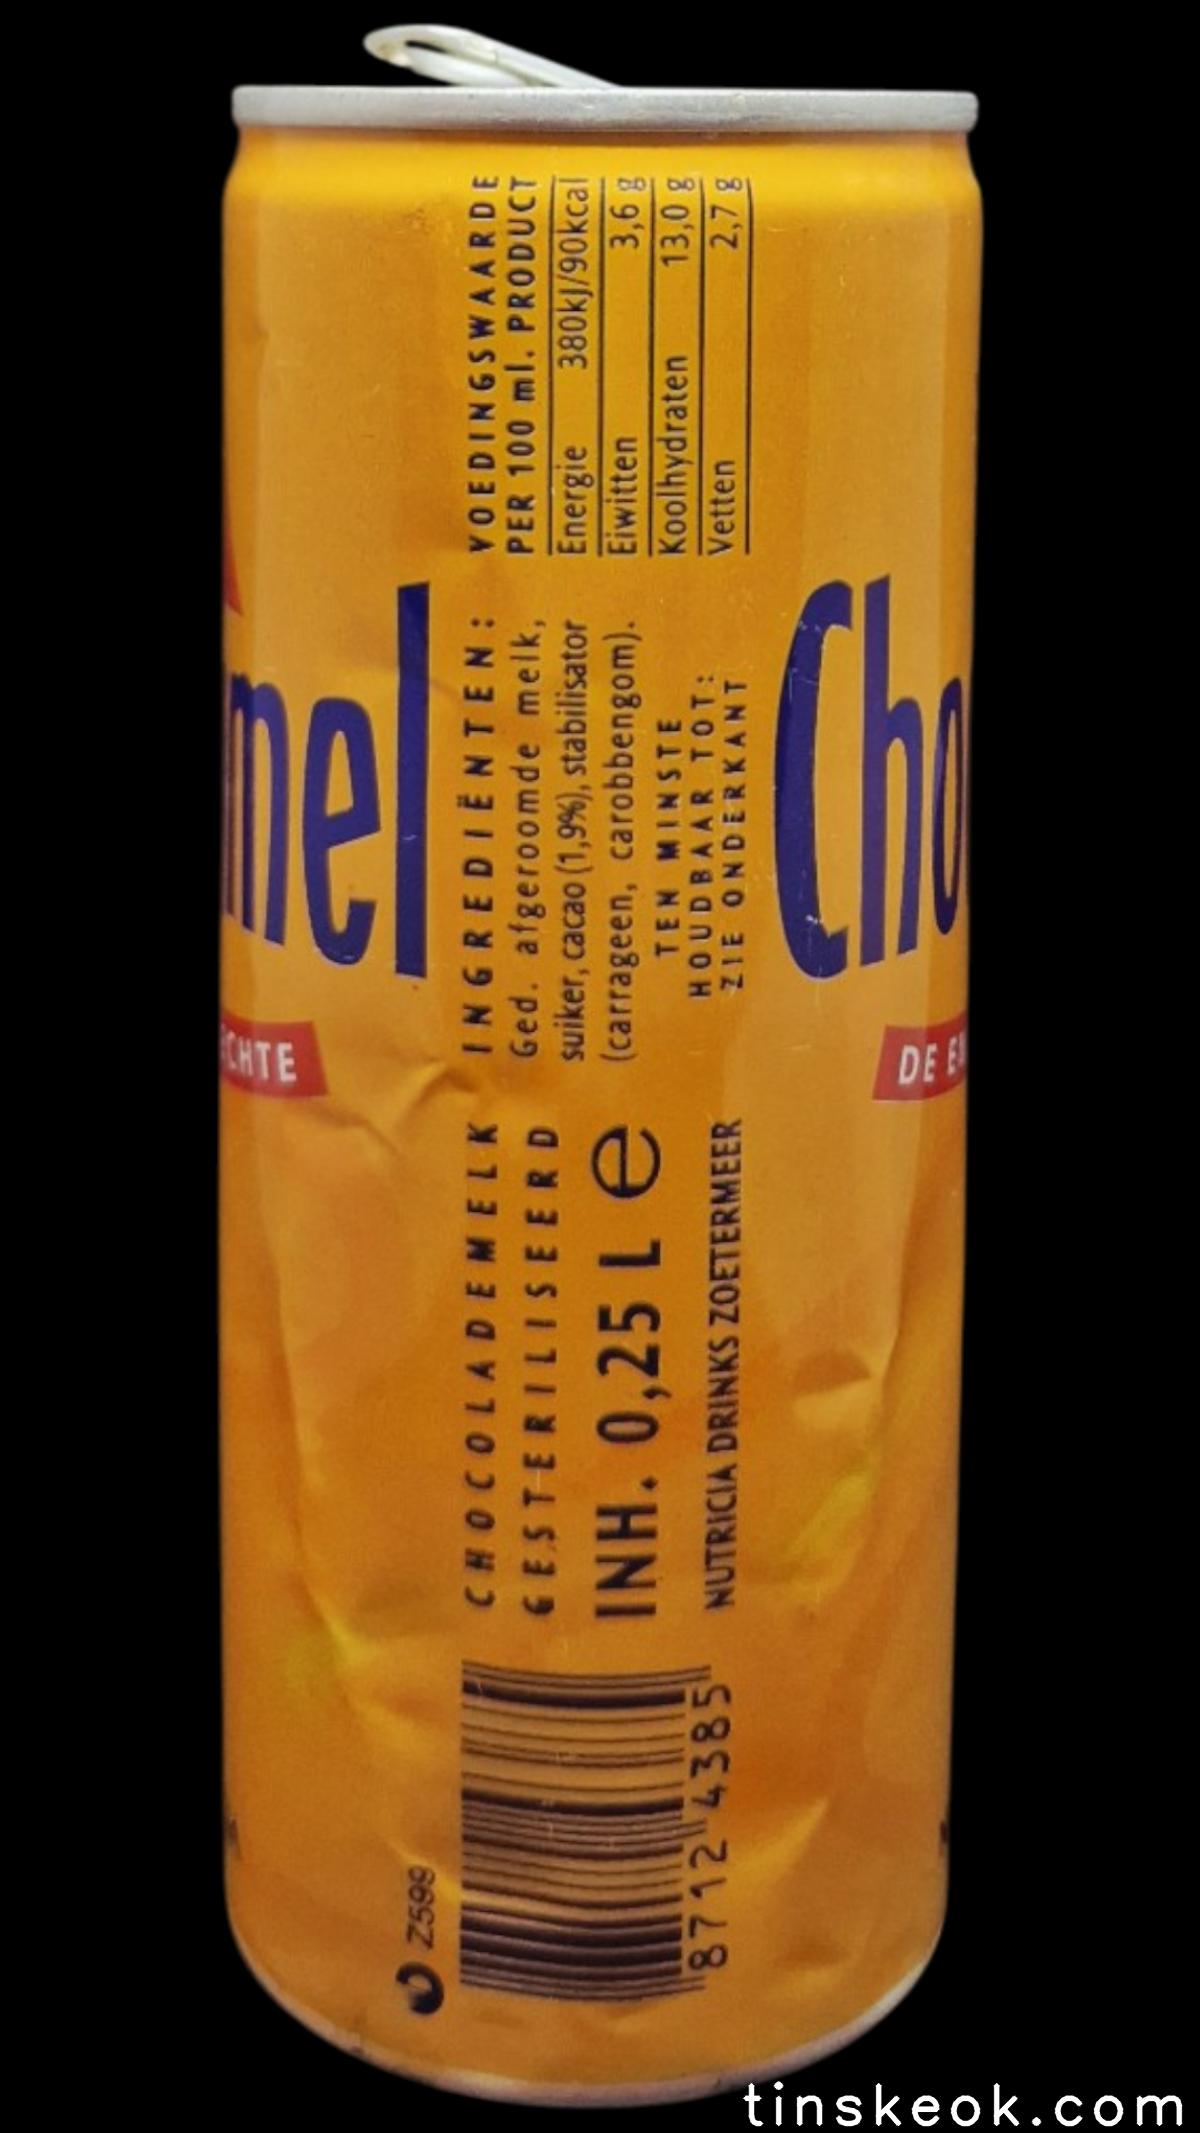 VOEDINGSWAARDE
PER 100 ml. PRODUCT
Energie 380kJ/90kcal
Eiwitten 3,6 g
Koolhydraten 13,0 g
Vetten 2,7 g
mel
INGREDIËNTEN:
Ged. afgeroomde melk,
suiker, cacao (1,9%), stabilisator
(carrageen, carobbengom).
TEN MINSTE
HOUDBAAR TOT:
ZIE ONDERKANT
Cho
CHTE
DE E
CHOCOLADEMELK
GESTERILISEERD
INH. 0,25 L e
NUTRICIA DRINKS ZOETERMEER
8712 4385
Z599
tinskeok.com